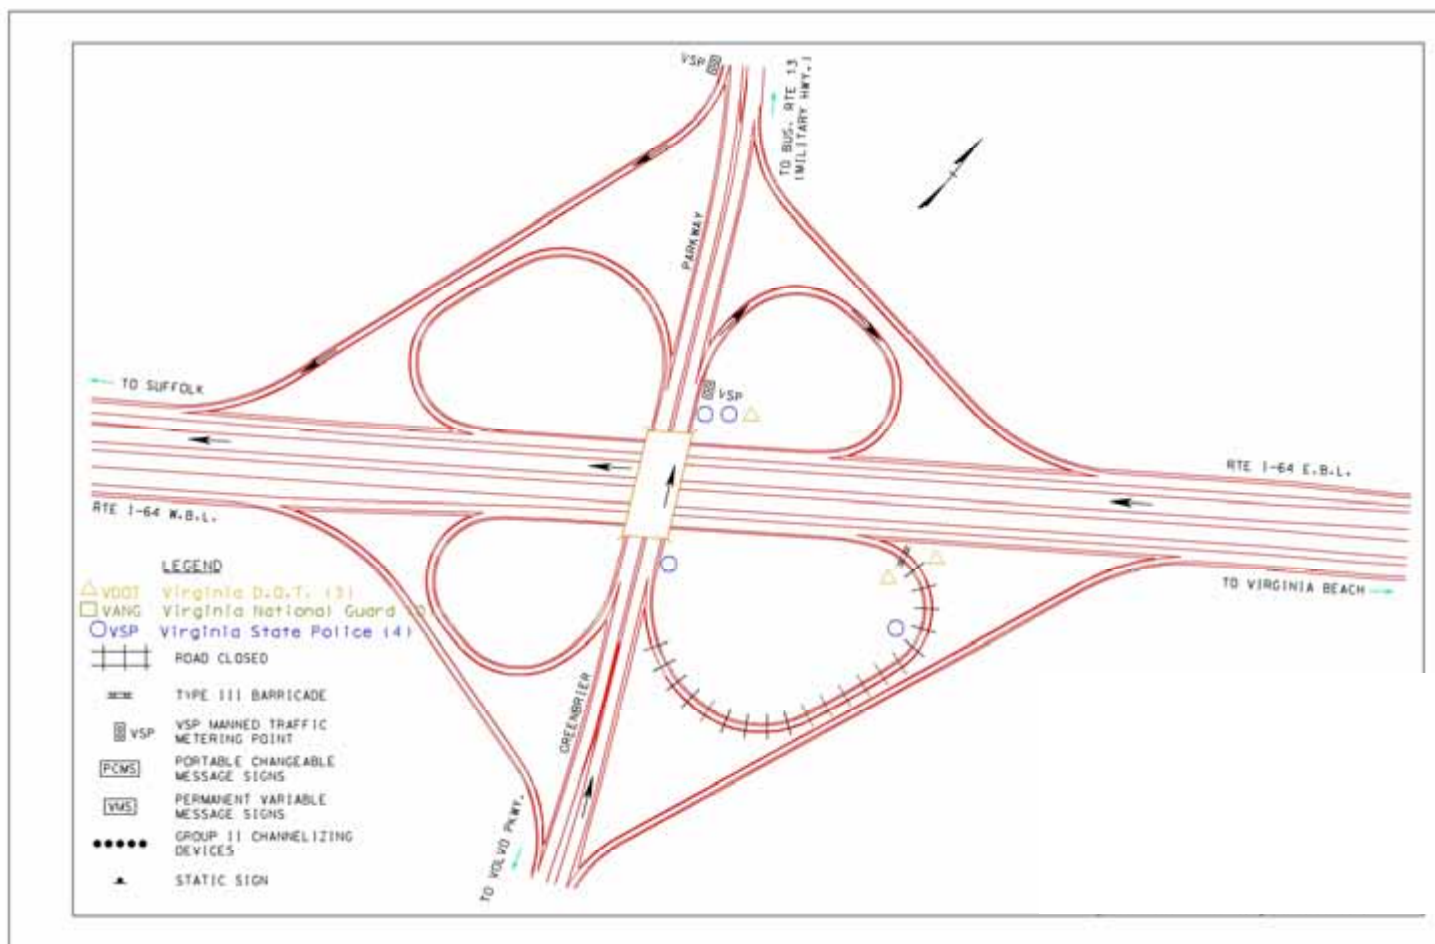 VSP
TO BUS. RTE 13
(MILITARY HWY.)
PARKWAY
TO SUFFOLK
VSP
RTE I-64 E.B.L.
RTE I-64 W.B.L.
TO VIRGINIA BEACH
LEGEND
VDOT Virginia D.O.T. (3)
VANG Virginia National Guard (0)
VSP Virginia State Police (4)
ROAD CLOSED
TYPE III BARRICADE
VSP VSP MANNED TRAFFIC
METERING POINT
PCMS PORTABLE CHANGEABLE
MESSAGE SIGNS
VMS PERMANENT VARIABLE
MESSAGE SIGNS
GROUP II CHANNELIZING
DEVICES
STATIC SIGN
GREENBRIER
TO VOLVO PKWY.